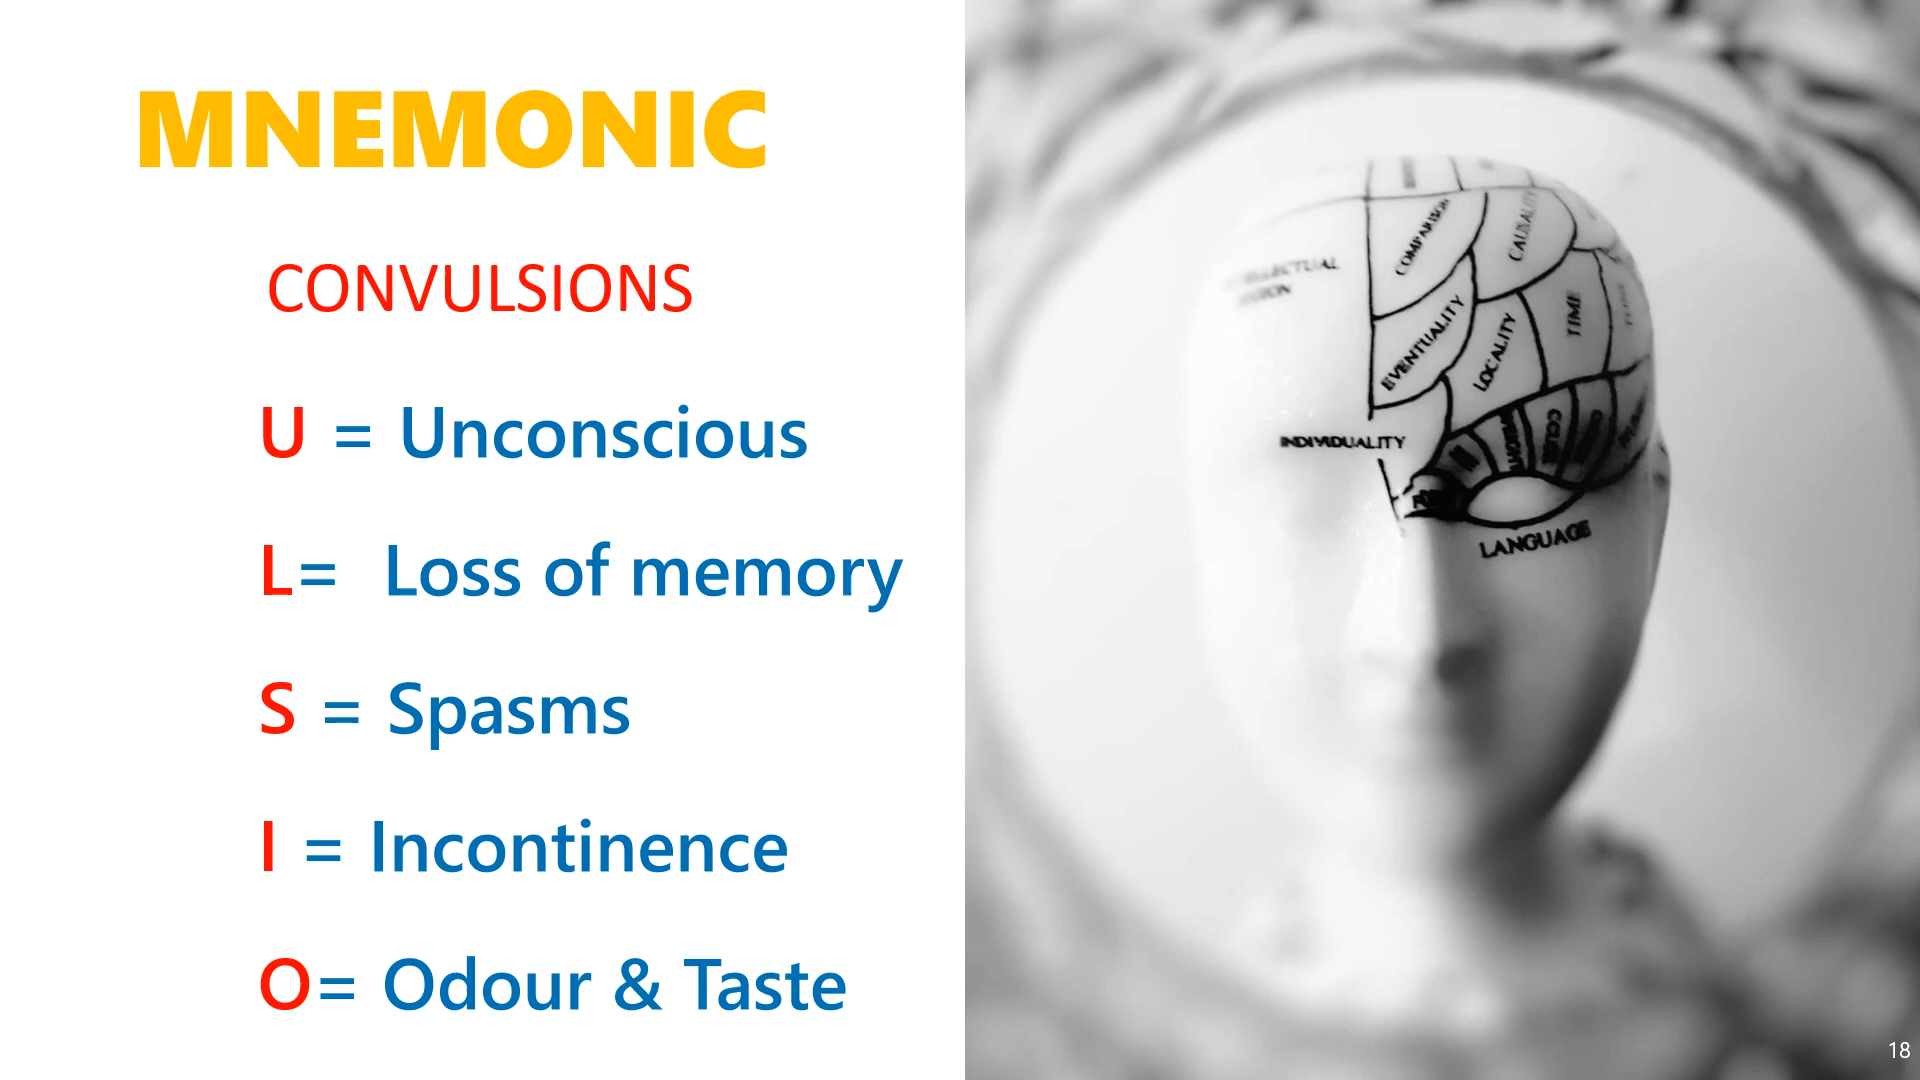 MNEMONIC
CONVULSIONS
U = Unconscious
L= Loss of memory
S = Spasms
I = Incontinence
O= Odour & Taste
COMPARISON
CAUSALITY
EVENTUALITY
LOCALITY
TIME
INDIVIDUALITY
LANGUAGE
18